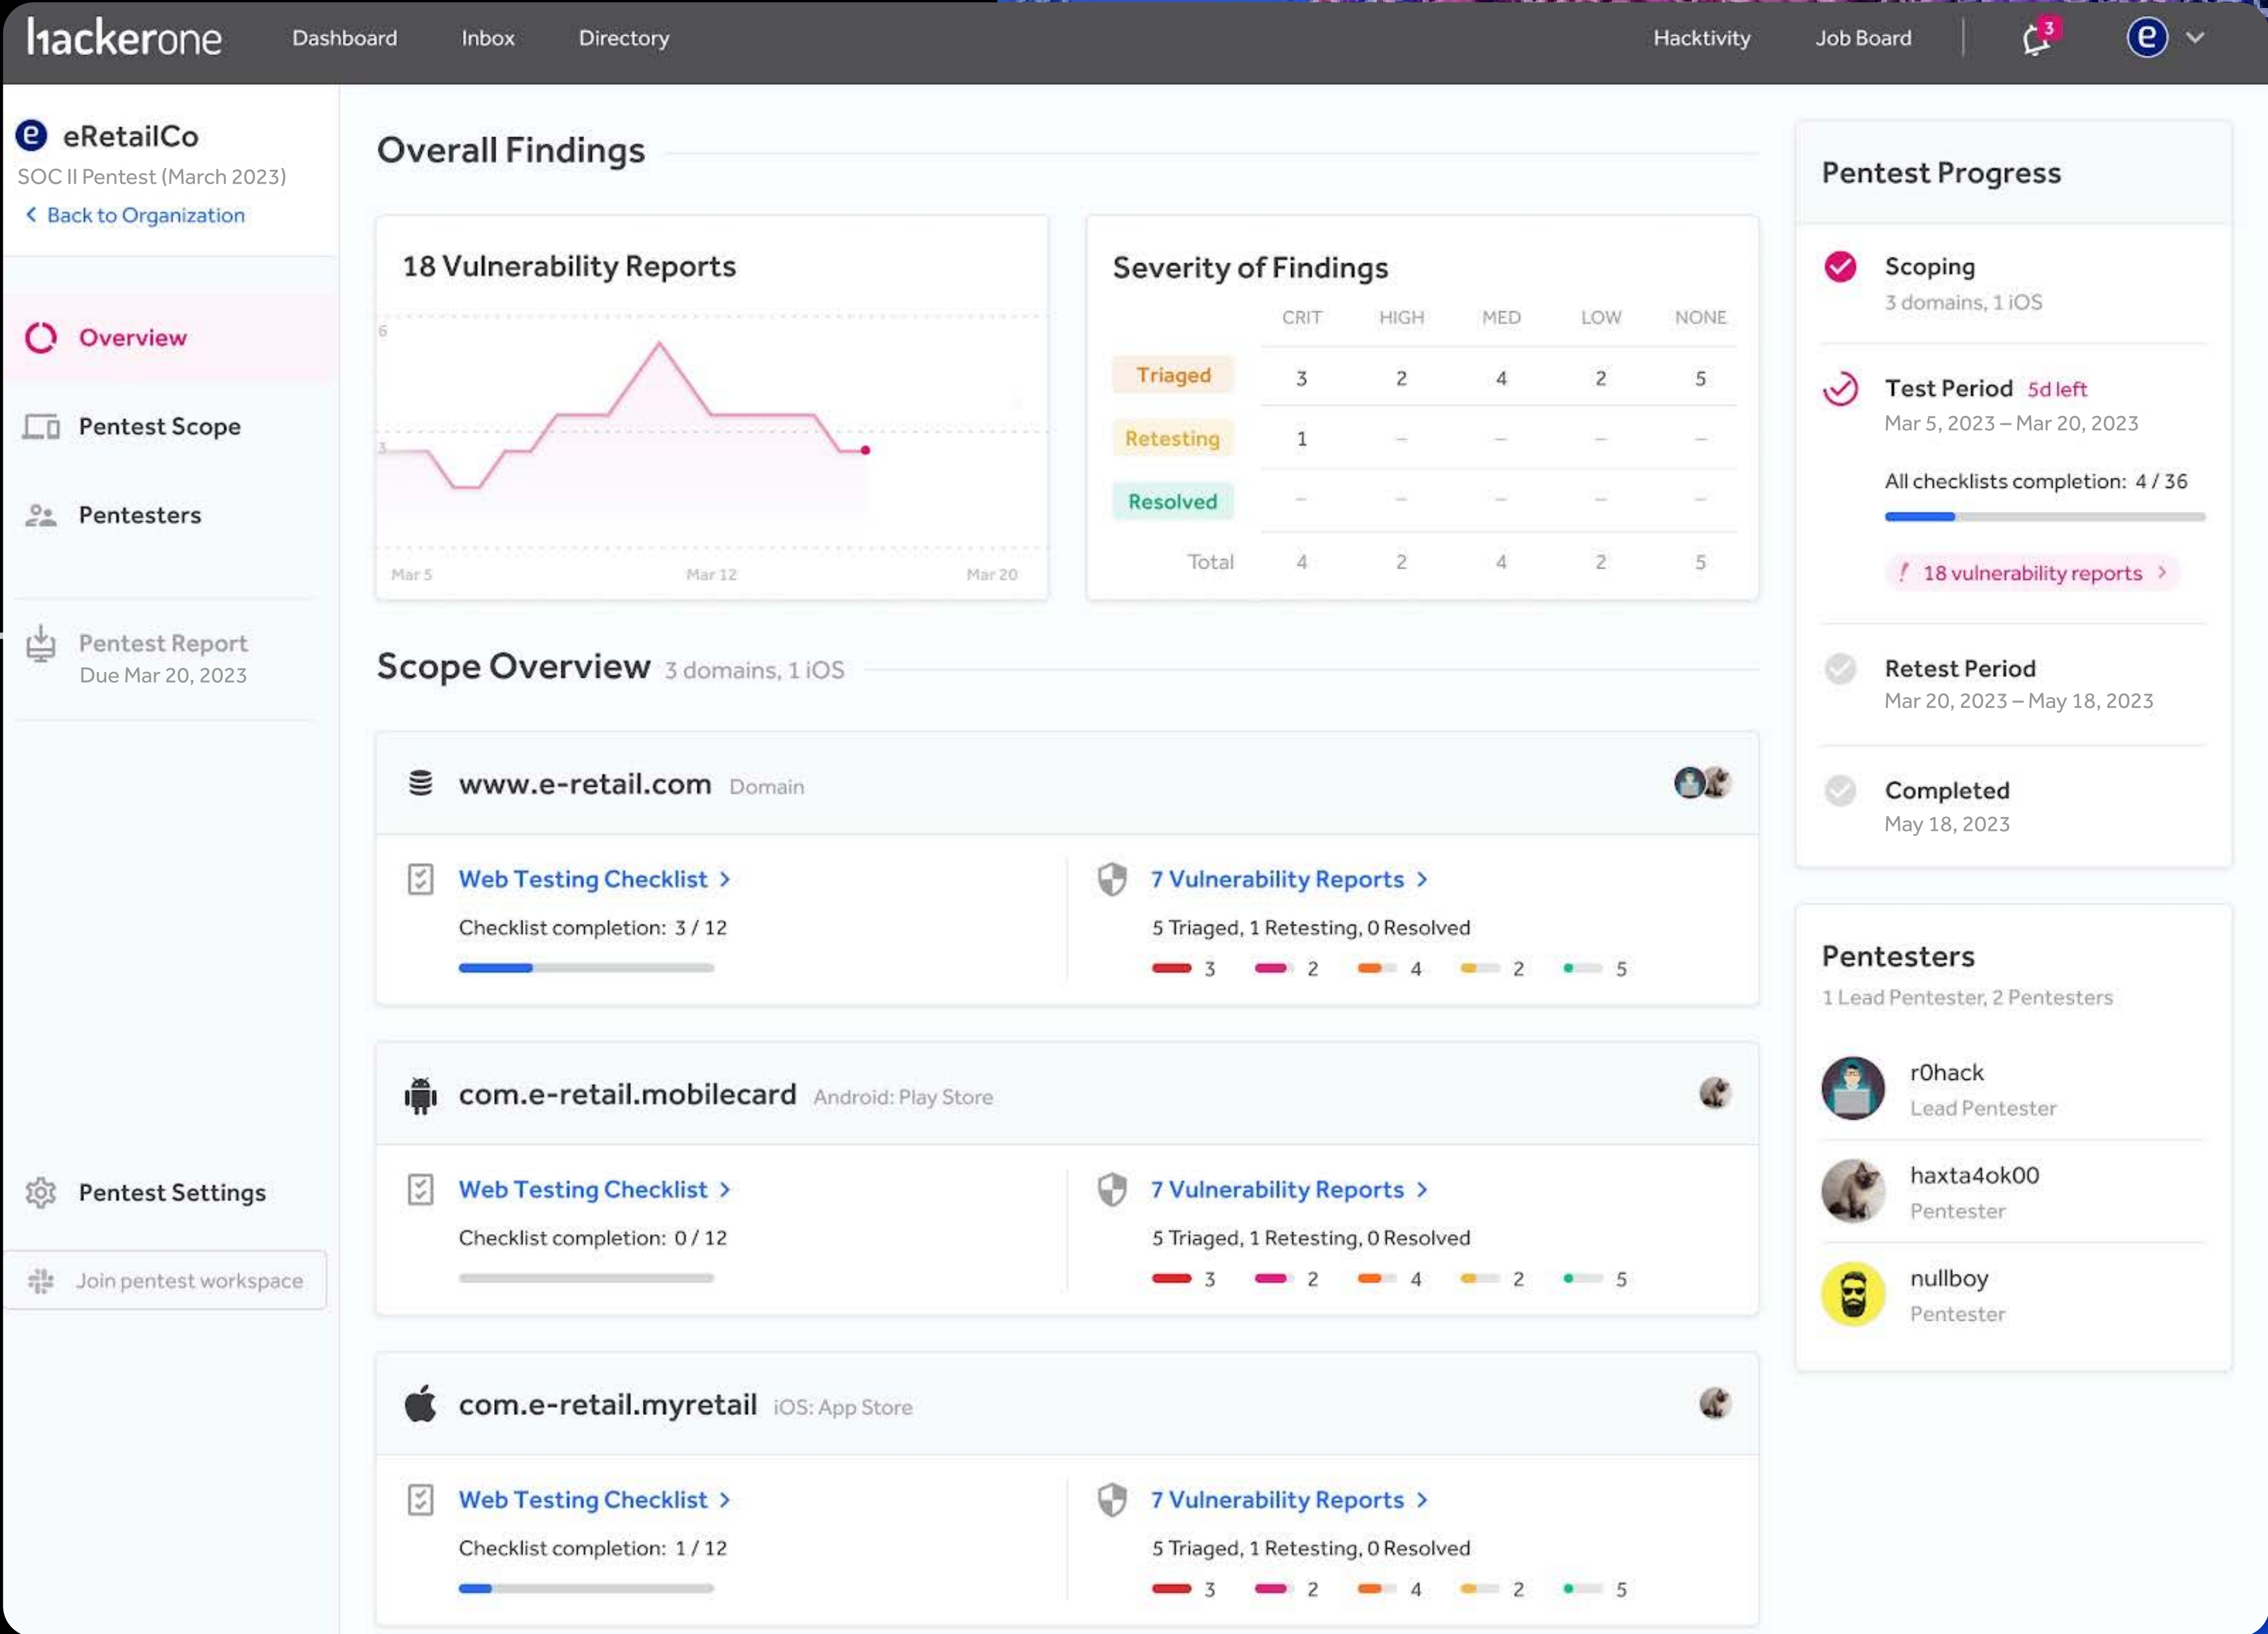 hackerone Dashboard Inbox Directory Hacktivity Job Board 3 e
e eRetailCo
SOC II Pentest (March 2023)
Back to Organization
Overview
Pentest Scope
Pentesters
Pentest Report
Due Mar 20, 2023
Pentest Settings
Join pentest workspace
Overall Findings
18 Vulnerability Reports
6
3
Mar 5 Mar 12 Mar 20
Severity of Findings
CRIT HIGH MED LOW NONE
Triaged 3 2 4 2 5
Retesting 1 – – – –
Resolved – – – – –
Total 4 2 4 2 5
Scope Overview 3 domains, 1 iOS
www.e-retail.com Domain
Web Testing Checklist >
Checklist completion: 3 / 12
7 Vulnerability Reports >
5 Triaged, 1 Retesting, 0 Resolved
3 2 4 2 5
com.e-retail.mobilecard Android: Play Store
Web Testing Checklist >
Checklist completion: 0 / 12
7 Vulnerability Reports >
5 Triaged, 1 Retesting, 0 Resolved
3 2 4 2 5
com.e-retail.myretail iOS: App Store
Web Testing Checklist >
Checklist completion: 1 / 12
7 Vulnerability Reports >
5 Triaged, 1 Retesting, 0 Resolved
3 2 4 2 5
Pentest Progress
Scoping
3 domains, 1 iOS
Test Period 5d left
Mar 5, 2023 – Mar 20, 2023
All checklists completion: 4 / 36
! 18 vulnerability reports >
Retest Period
Mar 20, 2023 – May 18, 2023
Completed
May 18, 2023
Pentesters
1 Lead Pentester, 2 Pentesters
r0hack
Lead Pentester
haxta4ok00
Pentester
nullboy
Pentester